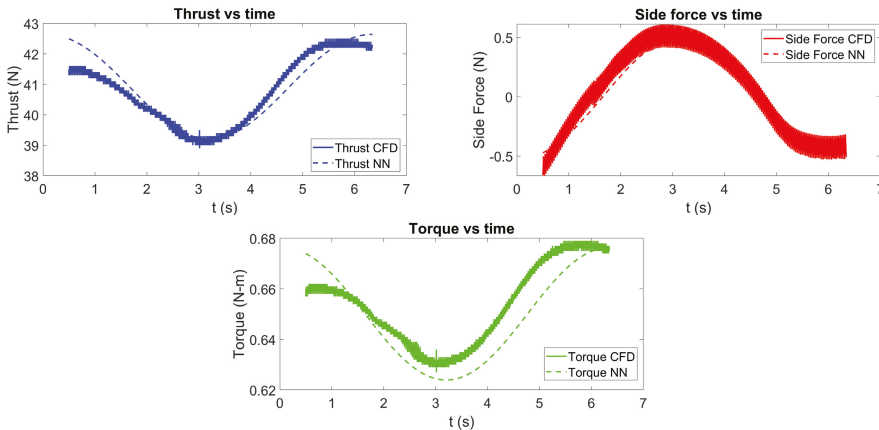 Thrust vs time
43
42
41
40
39
38
Thrust (N)
Thrust CFD
Thrust NN
0 1 2 3 4 5 6 7
t (s)
Side force vs time
0.5
0
-0.5
Side Force (N)
Side Force CFD
Side Force NN
0 1 2 3 4 5 6 7
t (s)
Torque vs time
0.68
0.66
0.64
0.62
Torque (N-m)
Torque CFD
Torque NN
0 1 2 3 4 5 6 7
t (s)